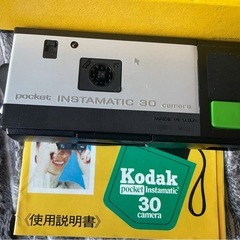 pocket INSTAMATIC 30 camera
MADE IN U.S.A.
Kodak
pocket Instamatic
30
camera
《使用説明書》